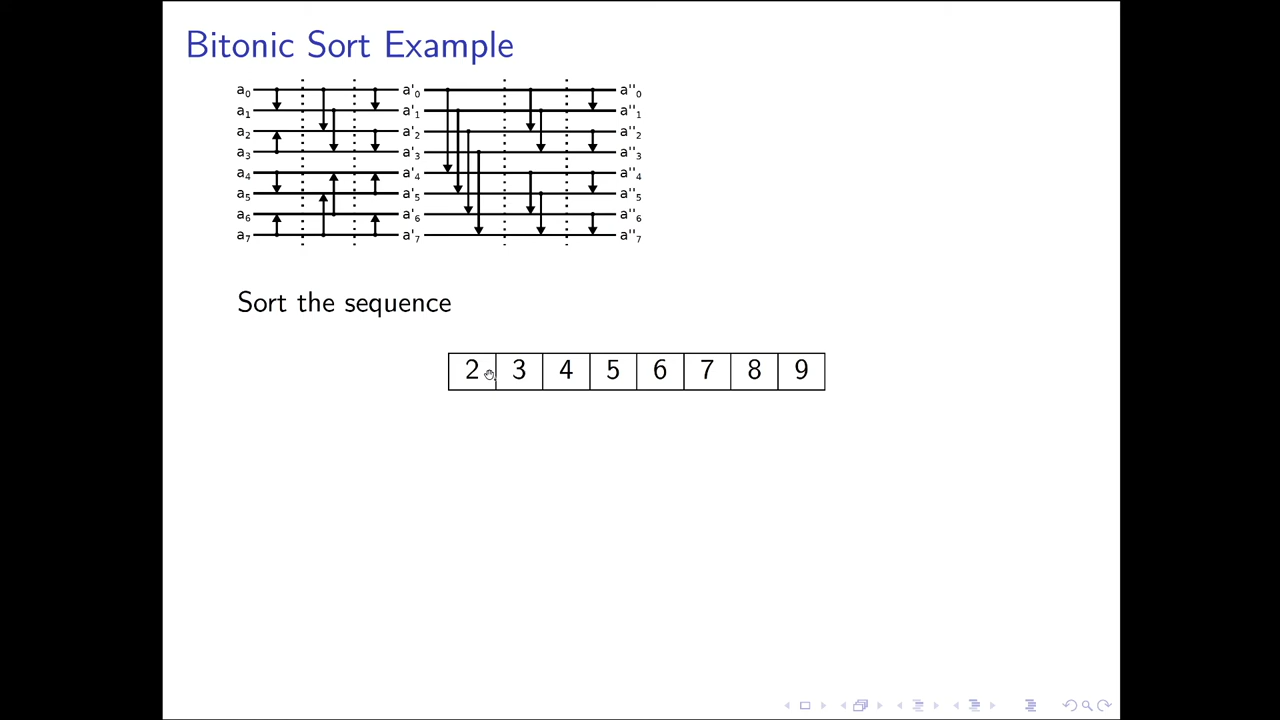 Bitonic Sort Example
a₀ a'₀ a''₀
a₁ a'₁ a''₁
a₂ a'₂ a''₂
a₃ a'₃ a''₃
a₄ a'₄ a''₄
a₅ a'₅ a''₅
a₆ a'₆ a''₆
a₇ a'₇ a''₇
Sort the sequence
2 3 4 5 6 7 8 9